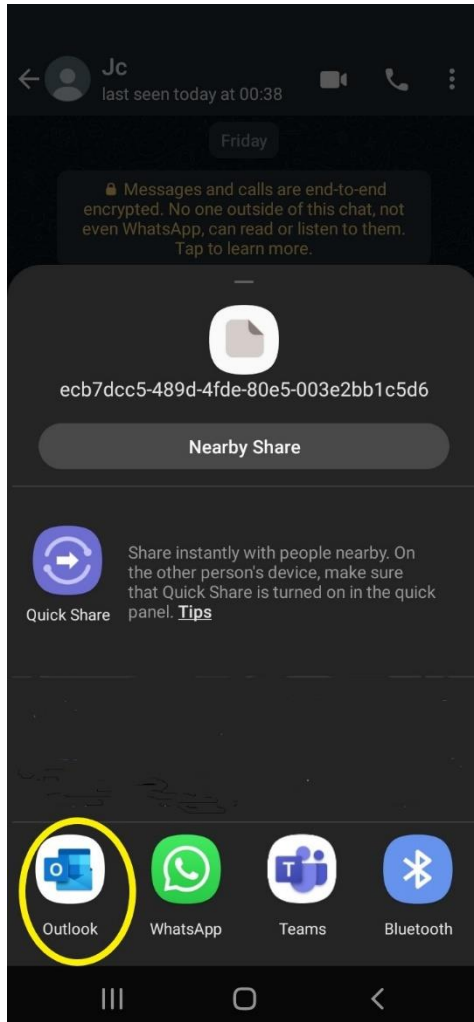 Jc
last seen today at 00:38
Friday
Messages and calls are end-to-end
encrypted. No one outside of this chat, not
even WhatsApp, can read or listen to them.
Tap to learn more.
ecb7dcc5-489d-4fde-80e5-003e2bb1c5d6
Nearby Share
Share instantly with people nearby. On
the other person's device, make sure
that Quick Share is turned on in the quick
panel. Tips
Quick Share
Outlook
WhatsApp
Teams
Bluetooth